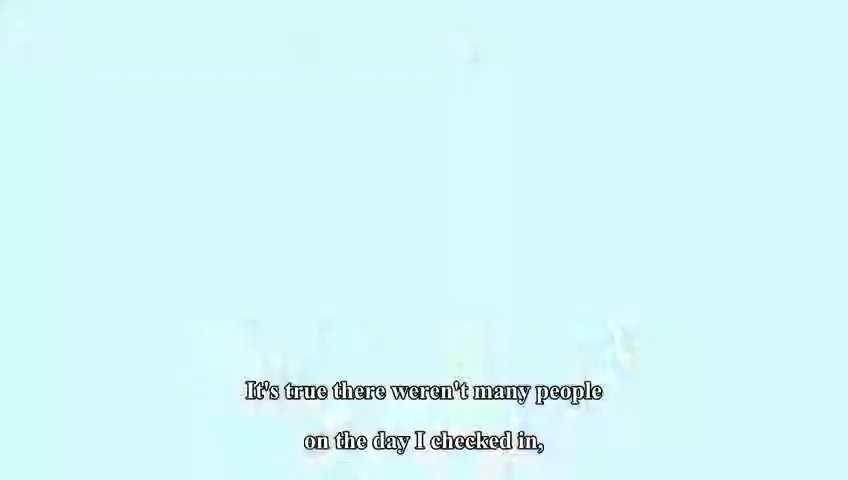 It's true there weren't many people
on the day I checked in,